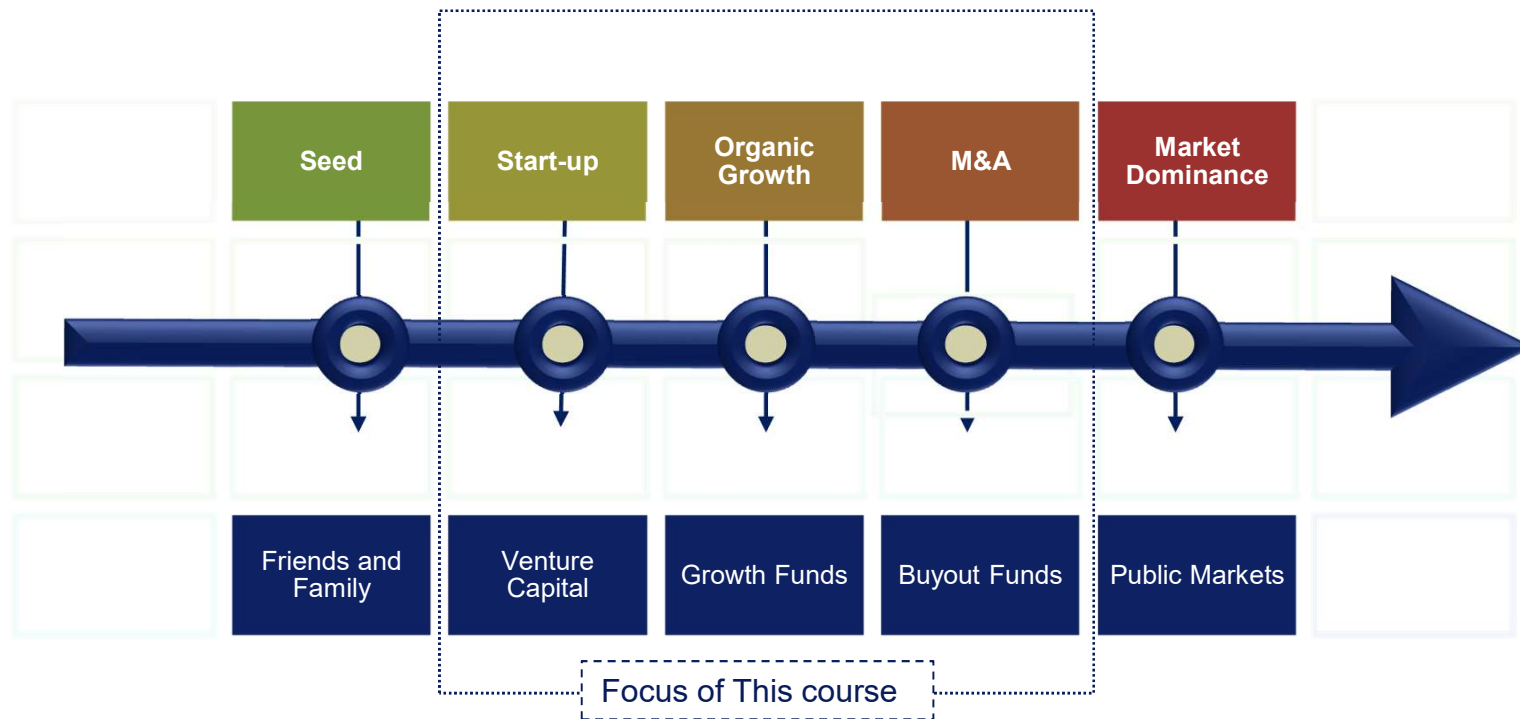 Seed
Start-up
Organic
Growth
M&A
Market
Dominance
Friends and
Family
Venture
Capital
Growth Funds
Buyout Funds
Public Markets
Focus of This course